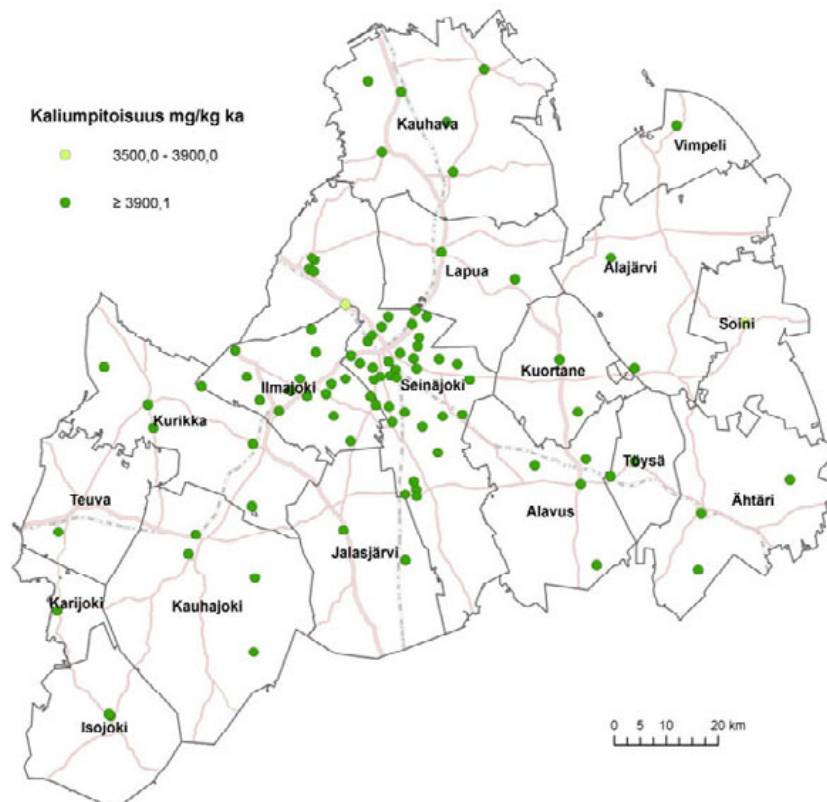 Kaliumpitoisuus mg/kg ka
3500,0 - 3900,0
≥ 3900,1
Kauhava
Vimpeli
Lapua
Alajärvi
Soini
Kuortane
Ilmajoki
Seinäjoki
Kurikka
Töysä
Teuva
Ähtäri
Alavus
Jalasjärvi
Karijoki
Kauhajoki
Isojoki
0 5 10 20 km